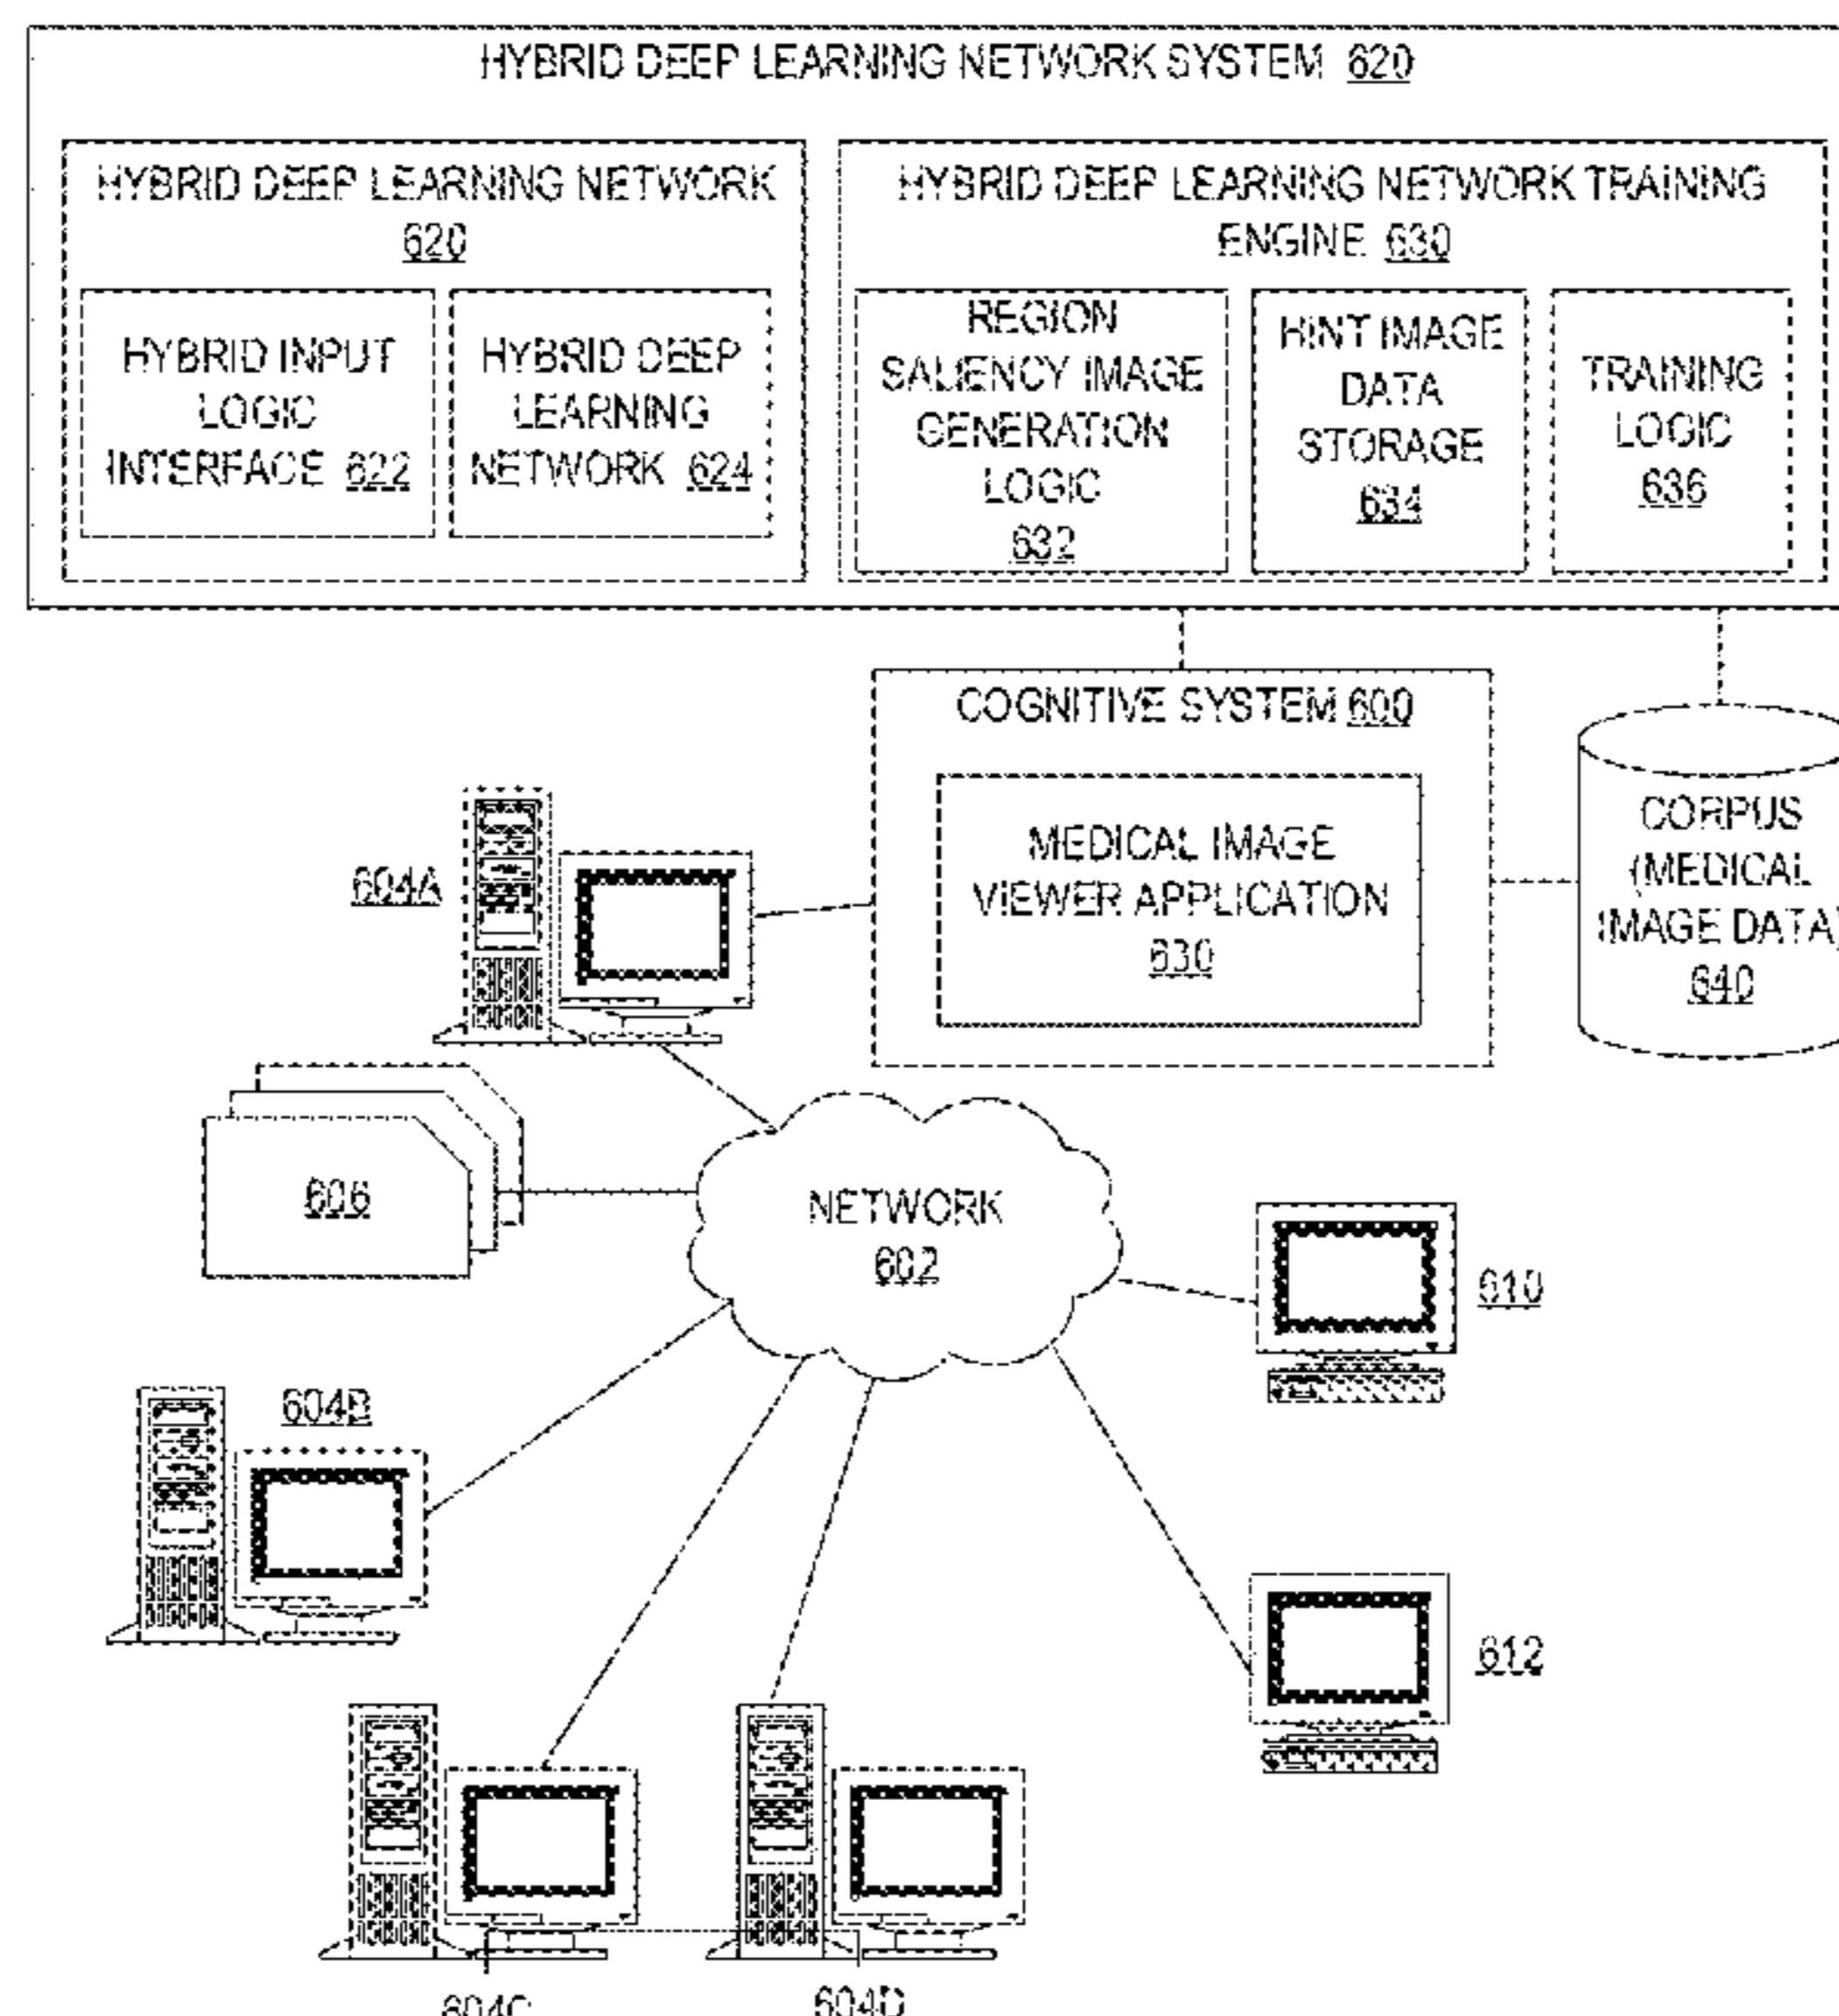 HYBRID DEEP LEARNING NETWORK SYSTEM 620
HYBRID DEEP LEARNING NETWORK
620
HYBRID INPUT
LOGIC
INTERFACE 622
HYBRID DEEP
LEARNING
NETWORK 624
HYBRID DEEP LEARNING NETWORK TRAINING
ENGINE 630
REGION
SALIENCY IMAGE
GENERATION
LOGIC
632
HINT IMAGE
DATA
STORAGE
634
TRAINING
LOGIC
636
COGNITIVE SYSTEM 600
MEDICAL IMAGE
VIEWER APPLICATION
630
CORPUS
(MEDICAL
IMAGE DATA)
640
604A
606
NETWORK
602
610
604B
612
604C
604D